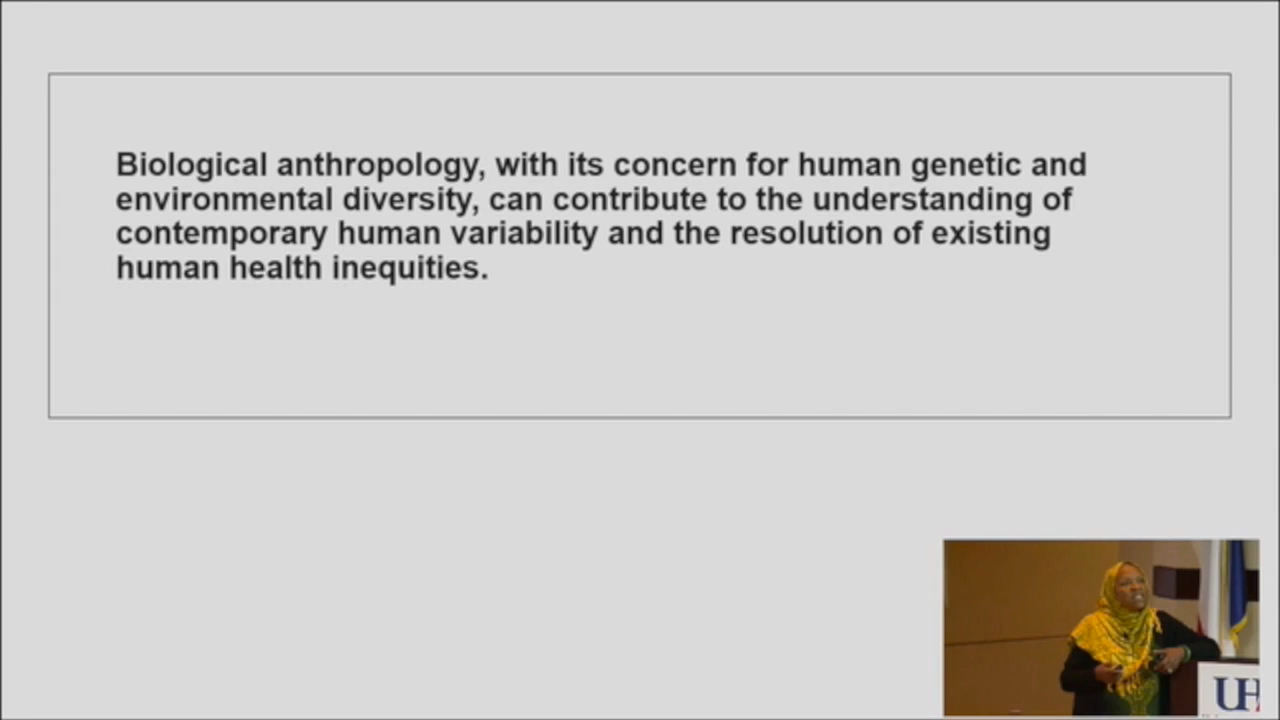 Biological anthropology, with its concern for human genetic and
environmental diversity, can contribute to the understanding of
contemporary human variability and the resolution of existing
human health inequities.
UH